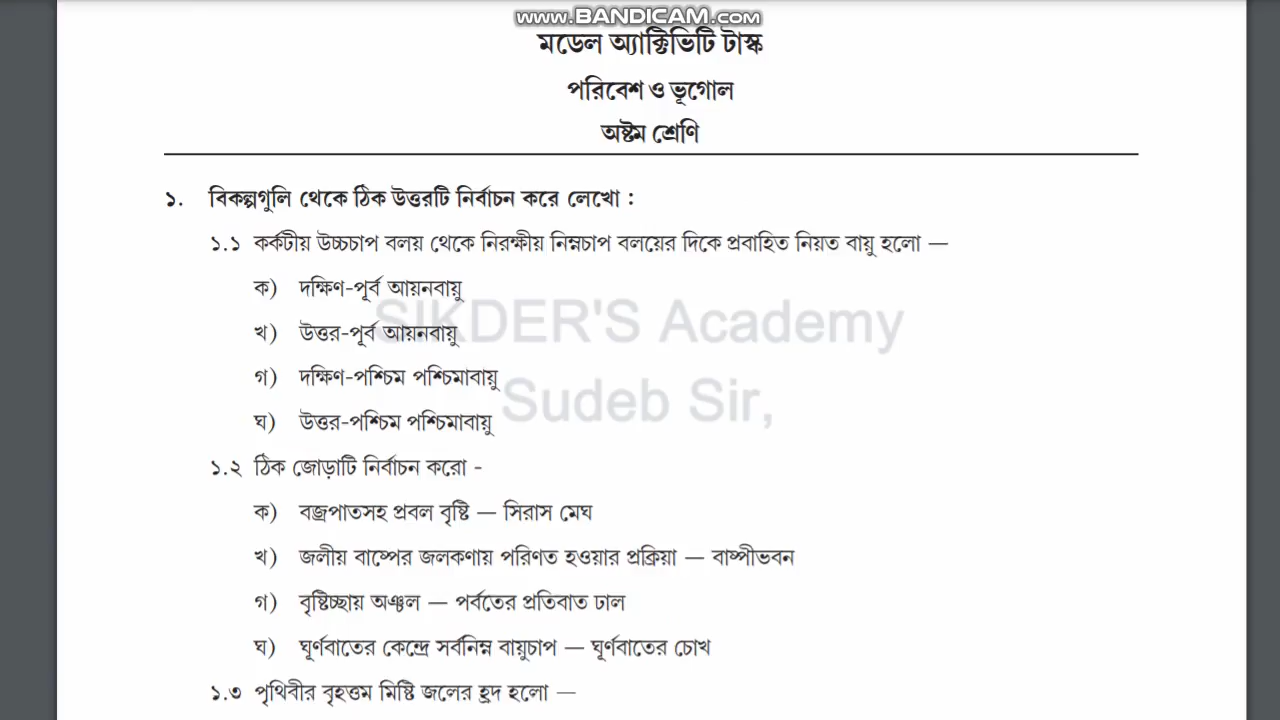 www.BANDICAM.com
মডেল অ্যাক্টিভিটি টাস্ক
পরিবেশ ও ভূগোল
অষ্টম শ্রেণি
১. বিকল্পগুলি থেকে ঠিক উত্তরটি নির্বাচন করে লেখো :
১.১ কর্কটীয় উচ্চচাপ বলয় থেকে নিরক্ষীয় নিম্নচাপ বলয়ের দিকে প্রবাহিত নিয়ত বায়ু হলো —
ক) দক্ষিণ-পূর্ব আয়নবায়ু
খ) উত্তর-পূর্ব আয়নবায়ু
SIKDER'S Academy
গ) দক্ষিণ-পশ্চিম পশ্চিমাবায়ু
Sudeb Sir,
ঘ) উত্তর-পশ্চিম পশ্চিমাবায়ু
১.২ ঠিক জোড়াটি নির্বাচন করো -
ক) বজ্রপাতসহ প্রবল বৃষ্টি — সিরাস মেঘ
খ) জলীয় বাষ্পের জলকণায় পরিণত হওয়ার প্রক্রিয়া — বাষ্পীভবন
গ) বৃষ্টিচ্ছায় অঞ্চল — পর্বতের প্রতিবাত ঢাল
ঘ) ঘূর্ণবাতের কেন্দ্রে সর্বনিম্ন বায়ুচাপ — ঘূর্ণবাতের চোখ
১.৩ পৃথিবীর বৃহত্তম মিষ্টি জলের হ্রদ হলো —